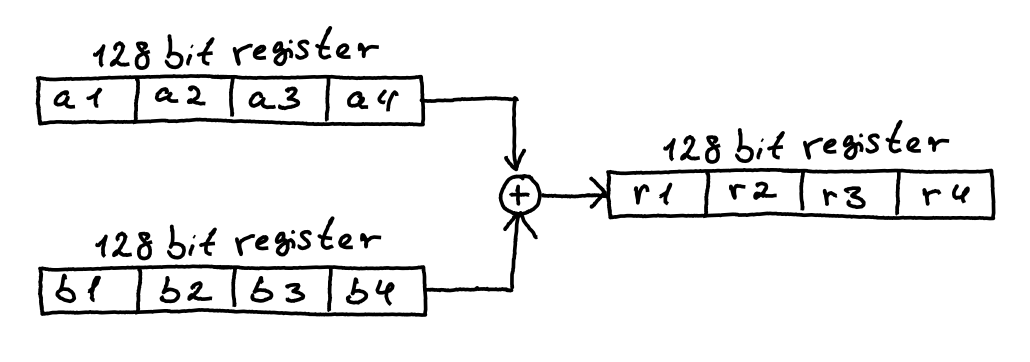 128 bit register
a1 a2 a3 a4
128 bit register
r1 r2 r3 r4
+
128 bit register
b1 b2 b3 b4